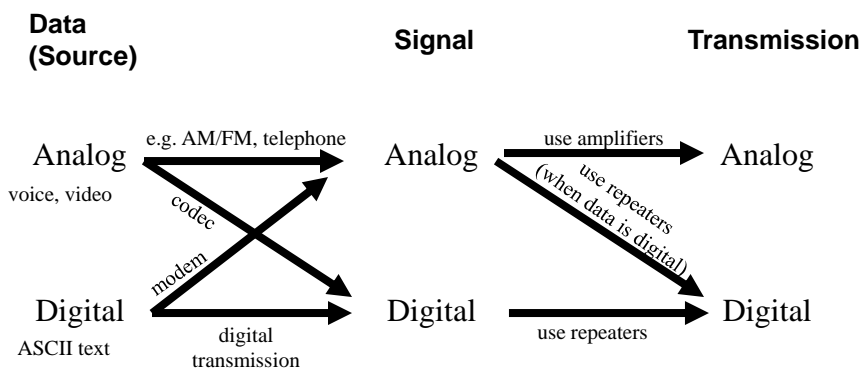 Data
(Source)
Signal
Transmission
e.g. AM/FM, telephone
use amplifiers
Analog
Analog
Analog
voice, video
codec
use repeaters
(when data is digital)
modem
Digital
Digital
Digital
ASCII text
digital
transmission
use repeaters